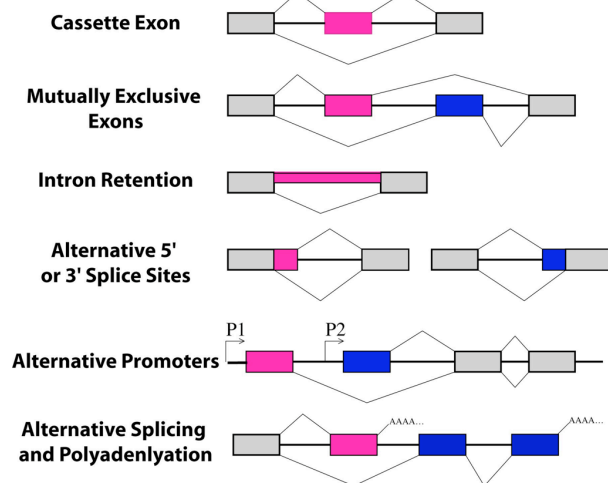 Cassette Exon
Mutually Exclusive
Exons
Intron Retention
Alternative 5'
or 3' Splice Sites
P1
P2
Alternative Promoters
Alternative Splicing
and Polyadenlyation
AAAA...
AAAA...